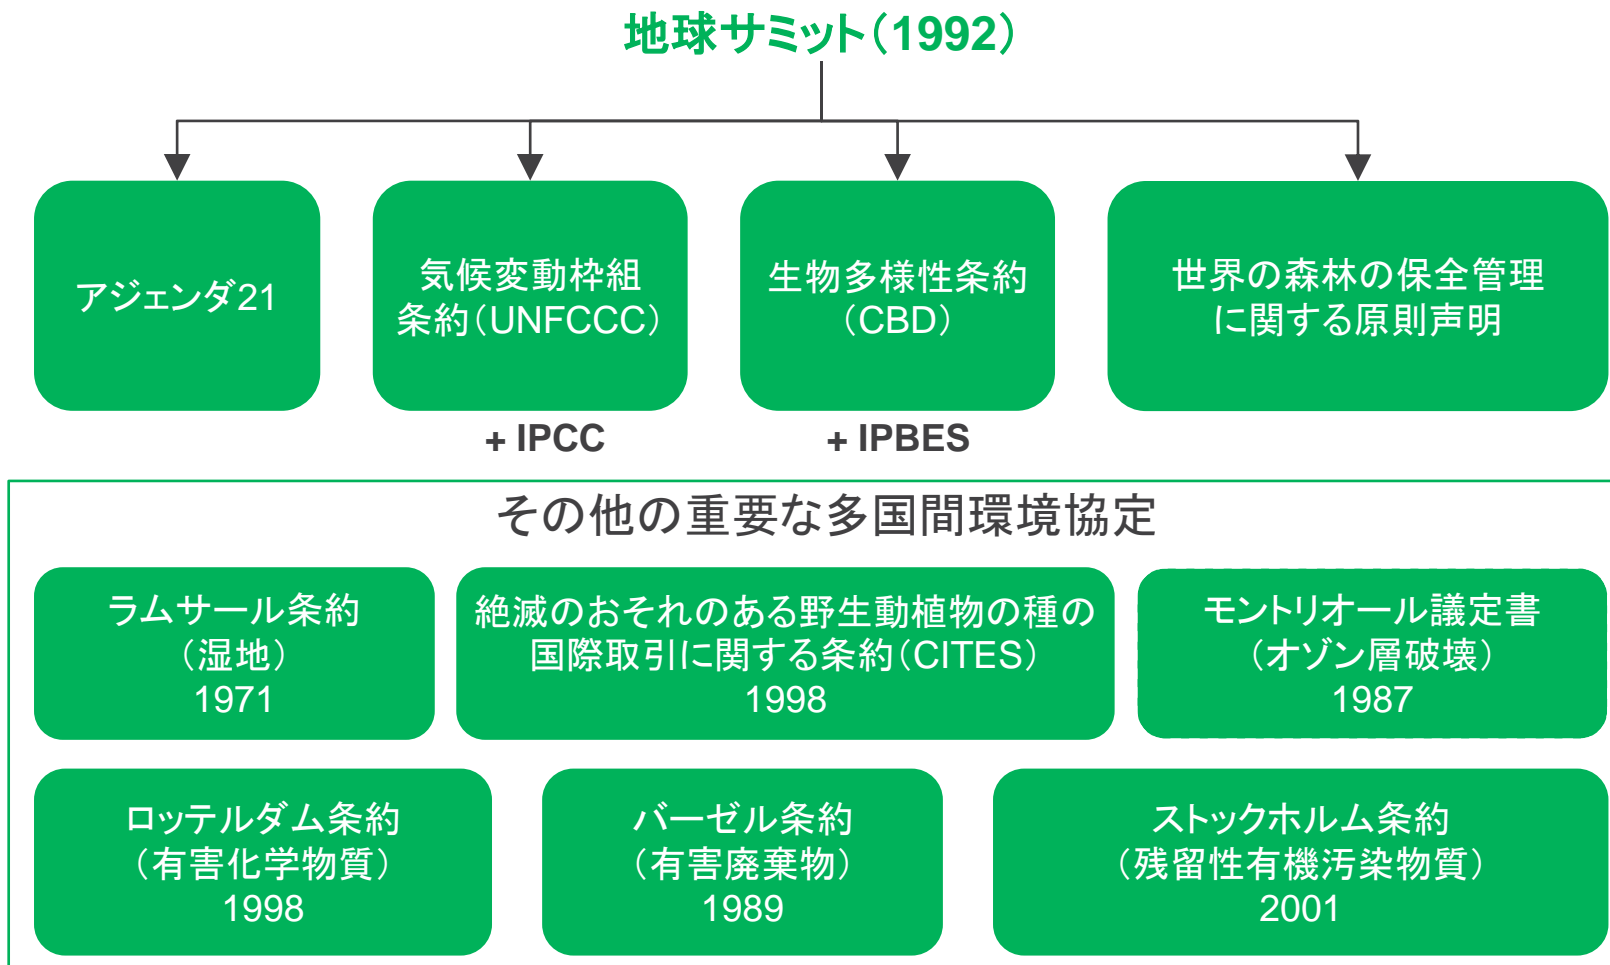 地球サミット（1992）
アジェンダ21
気候変動枠組
条約（UNFCCC）
生物多様性条約
（CBD）
世界の森林の保全管理
に関する原則声明
+ IPCC
+ IPBES
その他の重要な多国間環境協定
ラムサール条約
（湿地）
1971
絶滅のおそれのある野生動植物の種の
国際取引に関する条約（CITES）
1998
モントリオール議定書
（オゾン層破壊）
1987
ロッテルダム条約
（有害化学物質）
1998
バーゼル条約
（有害廃棄物）
1989
ストックホルム条約
（残留性有機汚染物質）
2001